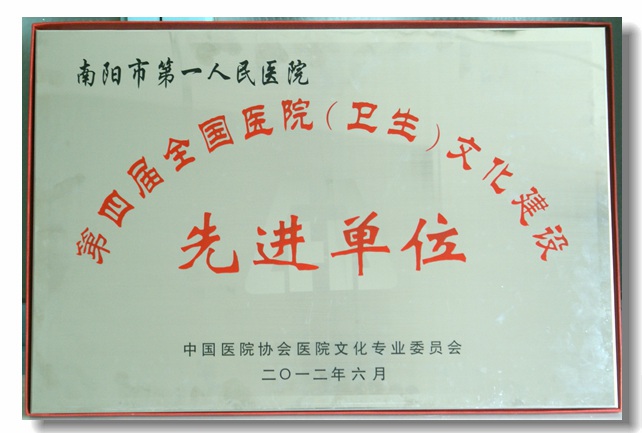 南阳市第一人民医院
第四届全国医院（卫生）文化建设
先进单位
中国医院协会医院文化专业委员会
二〇一二年六月